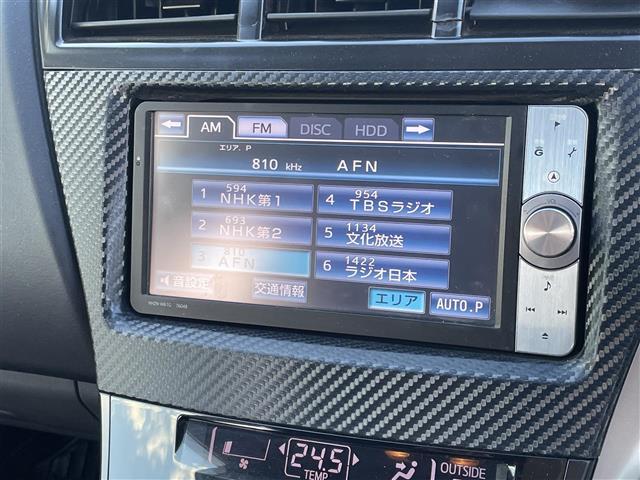 AM FM DISC HDD
エリア. P
810 kHz AFN
1 594 NHK第1
4 954 TBSラジオ
2 693 NHK第2
5 1134 文化放送
3 810 AFN
6 1422 ラジオ日本
音設定
交通情報
エリア
AUTO.P
VOL
G
24.5
TEMP
OUTSIDE